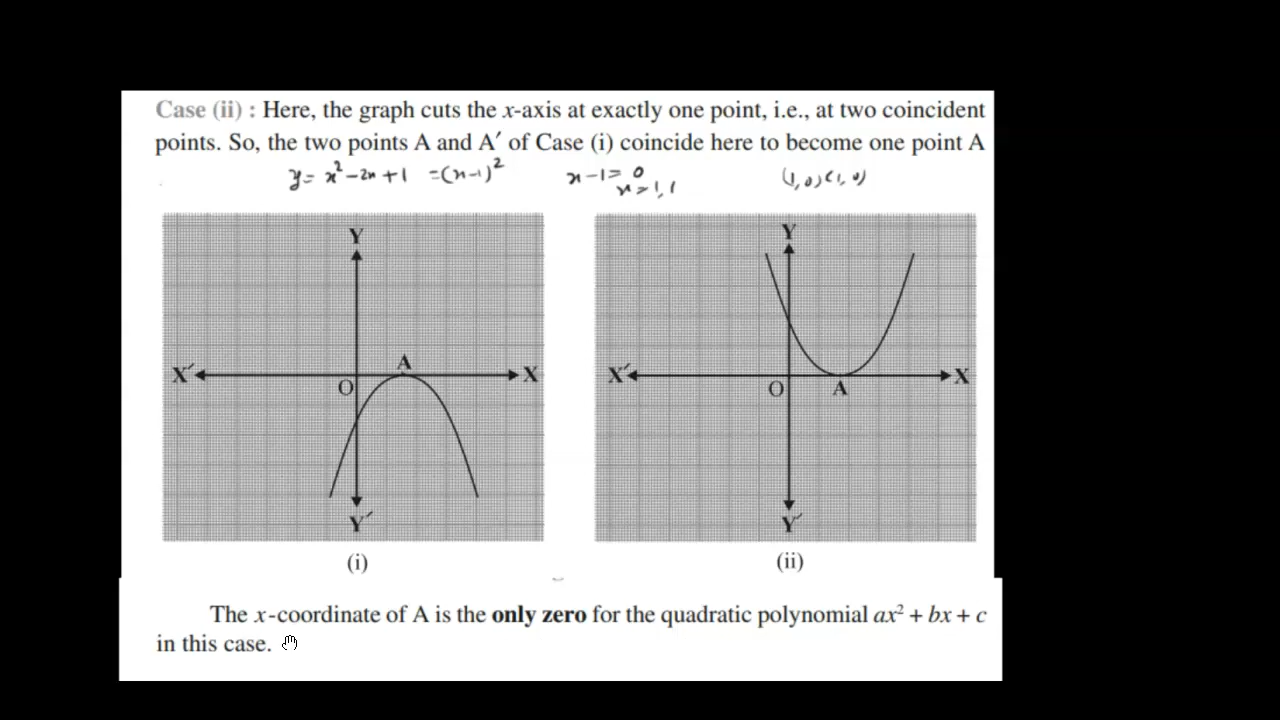 Case (ii) : Here, the graph cuts the x-axis at exactly one point, i.e., at two coincident
points. So, the two points A and A′ of Case (i) coincide here to become one point A
y = x² - 2x + 1 = (x-1)² x - 1 = 0 (1, 0) (1, 0)
x = 1, 1
Y Y
A
X′ X X′ X
O O A
Y′ Y′
(i) (ii)
The x-coordinate of A is the only zero for the quadratic polynomial ax² + bx + c
in this case.